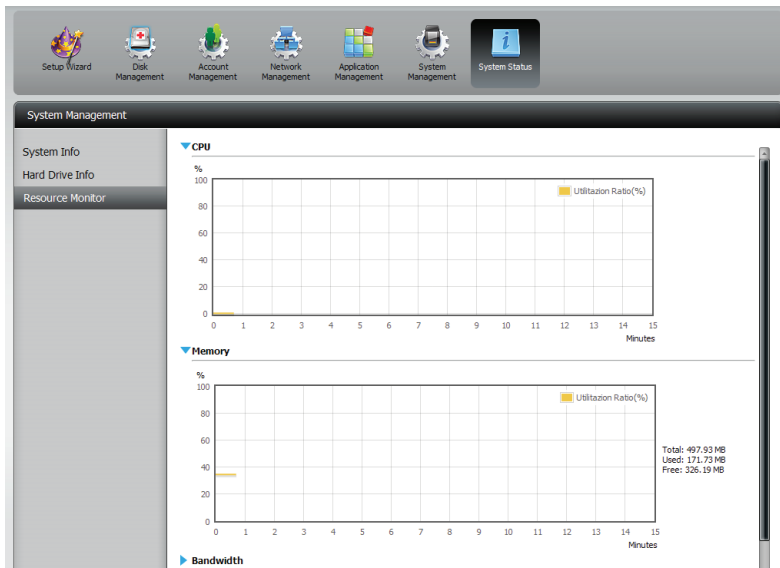 Setup Wizard
Disk Management
Account Management
Network Management
Application Management
System Management
System Status
System Management
System Info
Hard Drive Info
Resource Monitor
CPU
%
Utilitazion Ratio(%)
100
80
60
40
20
0
0 1 2 3 4 5 6 7 8 9 10 11 12 13 14 15
Minutes
Memory
%
Utilitazion Ratio(%)
100
80
60
40
20
0
Total: 497.93 MB
Used: 171.73 MB
Free: 326.19 MB
0 1 2 3 4 5 6 7 8 9 10 11 12 13 14 15
Minutes
Bandwidth